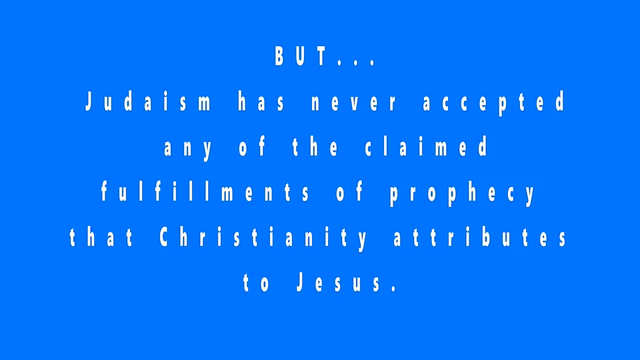 BUT...
Judaism has never accepted
any of the claimed
fulfillments of prophecy
that Christianity attributes
to Jesus.